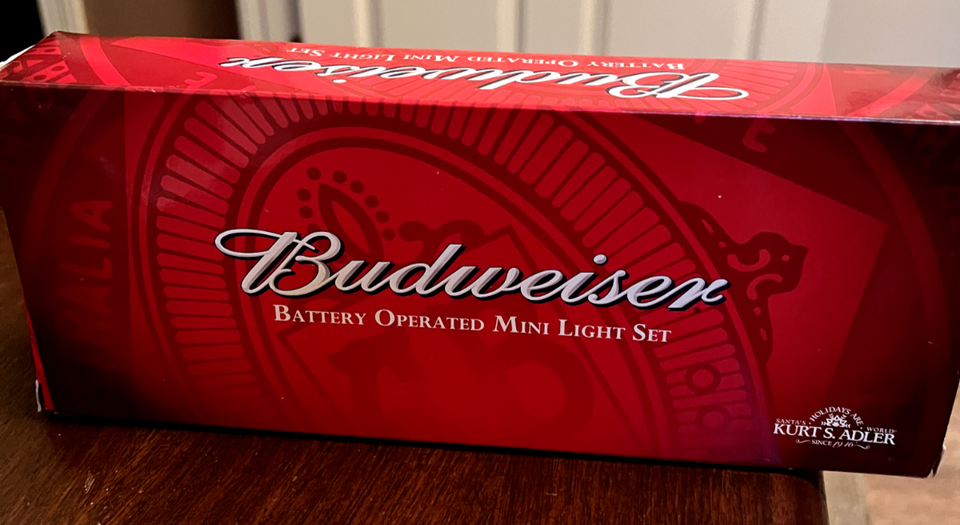 Battery Operated Mini Light Set
Budweiser
ALIA
Budweiser
Battery Operated Mini Light Set
HOLIDAYS ARE
SANTA'S WORLD
KURT S. ADLER
SINCE 1946